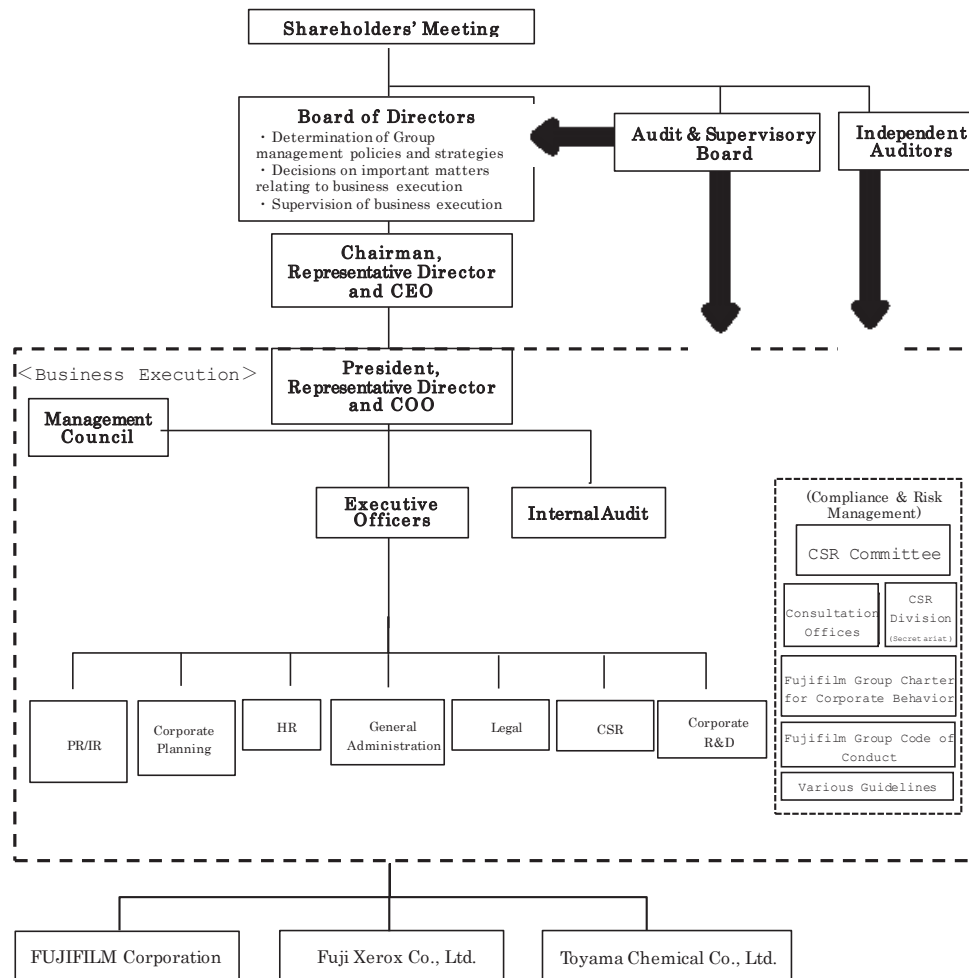 Shareholders' Meeting
Board of Directors
・Determination of Group
management policies and strategies
・Decisions on important matters
relating to business execution
・Supervision of business execution
Audit & Supervisory
Board
Independent
Auditors
Chairman,
Representative Director
and CEO
<Business Execution>
President,
Representative Director
and COO
Management
Council
Executive
Officers
Internal Audit
(Compliance & Risk
Management)
CSR Committee
Consultation
Offices
CSR
Division
(Secretariat)
Fujifilm Group Charter
for Corporate Behavior
Fujifilm Group Code of
Conduct
Various Guidelines
PR/IR
Corporate
Planning
HR
General
Administration
Legal
CSR
Corporate
R&D
FUJIFILM Corporation
Fuji Xerox Co., Ltd.
Toyama Chemical Co., Ltd.